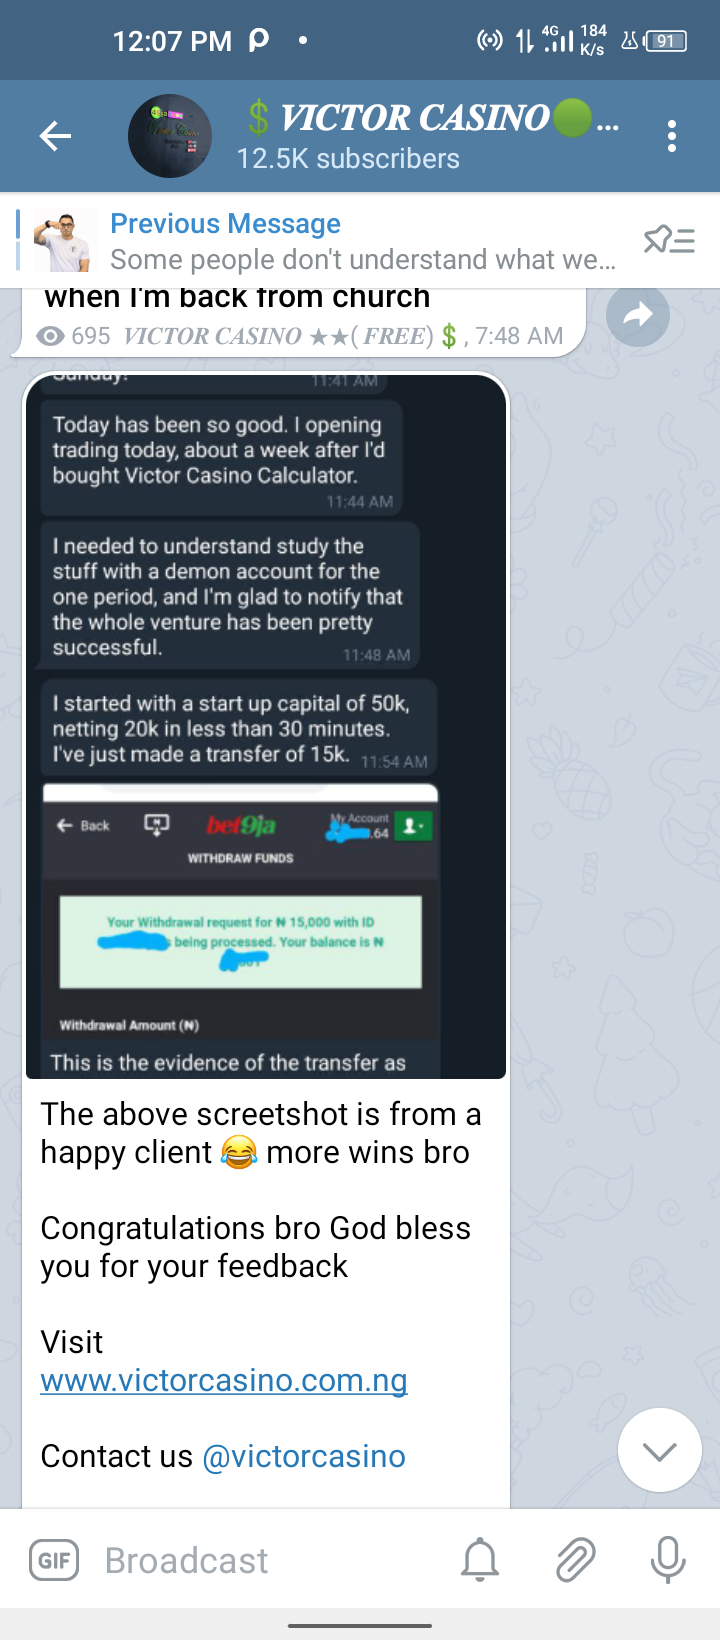 12:07 PM
4G 184 K/s 91
$ VICTOR CASINO ...
12.5K subscribers
Previous Message
Some people don't understand what we...
when I'm back from church
695 VICTOR CASINO ★★( FREE) $ , 7:48 AM
Sunday!
11:41 AM
Today has been so good. I opening
trading today, about a week after I'd
bought Victor Casino Calculator.
11:44 AM
I needed to understand study the
stuff with a demon account for the
one period, and I'm glad to notify that
the whole venture has been pretty
successful.
11:48 AM
I started with a start up capital of 50k,
netting 20k in less than 30 minutes.
I've just made a transfer of 15k. 11:54 AM
Back
bet9ja
My Account
.64
WITHDRAW FUNDS
Your Withdrawal request for ₦ 15,000 with ID
being processed. Your balance is ₦
Withdrawal Amount (₦)
This is the evidence of the transfer as
The above screetshot is from a
happy client 😂 more wins bro
Congratulations bro God bless
you for your feedback
Visit
www.victorcasino.com.ng
Contact us @victorcasino
GIF Broadcast